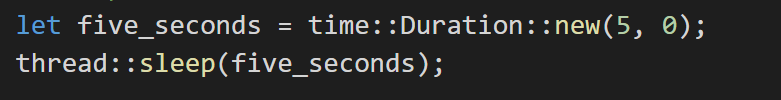 let five_seconds = time::Duration::new(5, 0);
thread::sleep(five_seconds);